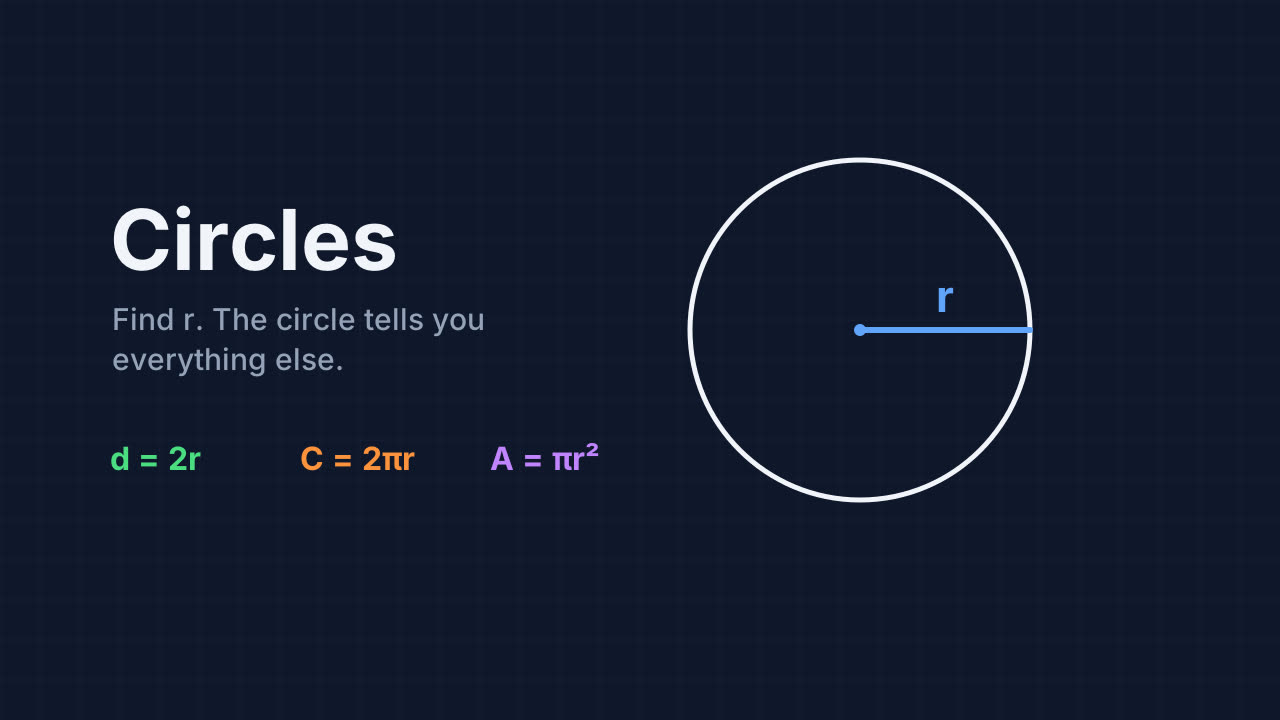 Circles
Find r. The circle tells you
everything else.
d = 2r
C = 2πr
A = πr²
r